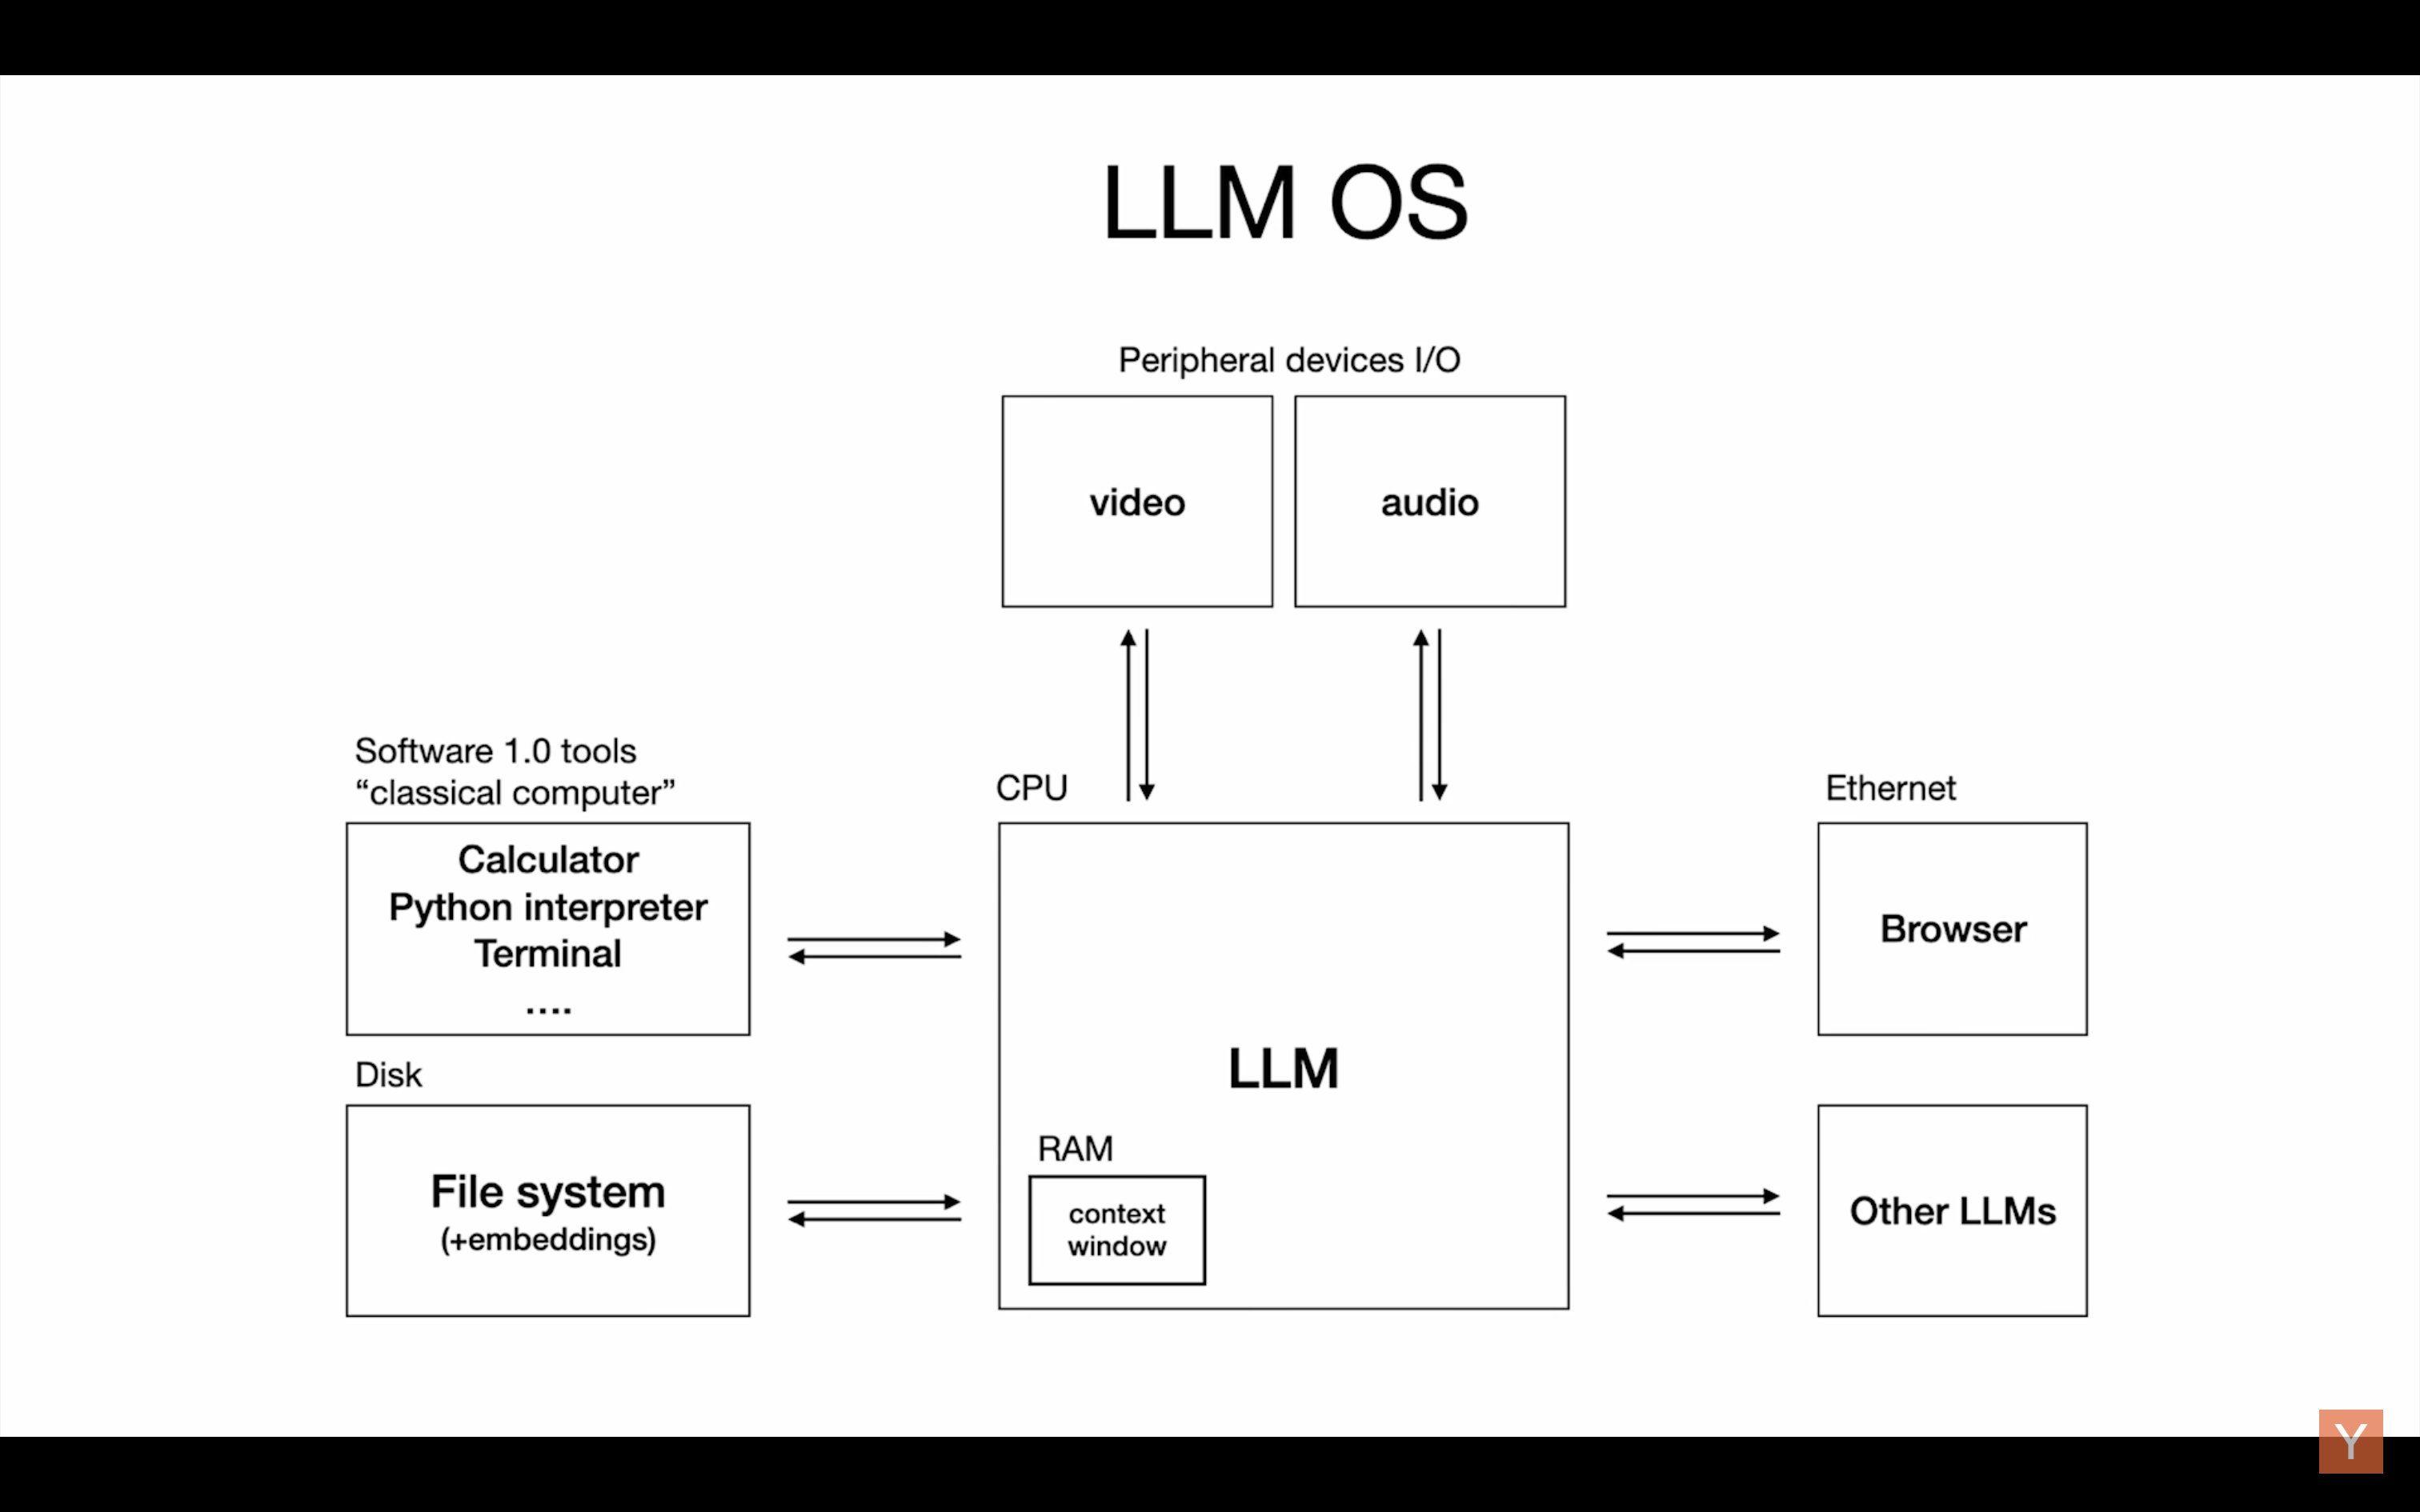 LLM OS
Peripheral devices I/O
video
audio
Software 1.0 tools
“classical computer”
Calculator
Python interpreter
Terminal
....
CPU
LLM
RAM
context
window
Ethernet
Browser
Disk
File system
(+embeddings)
Other LLMs
Y